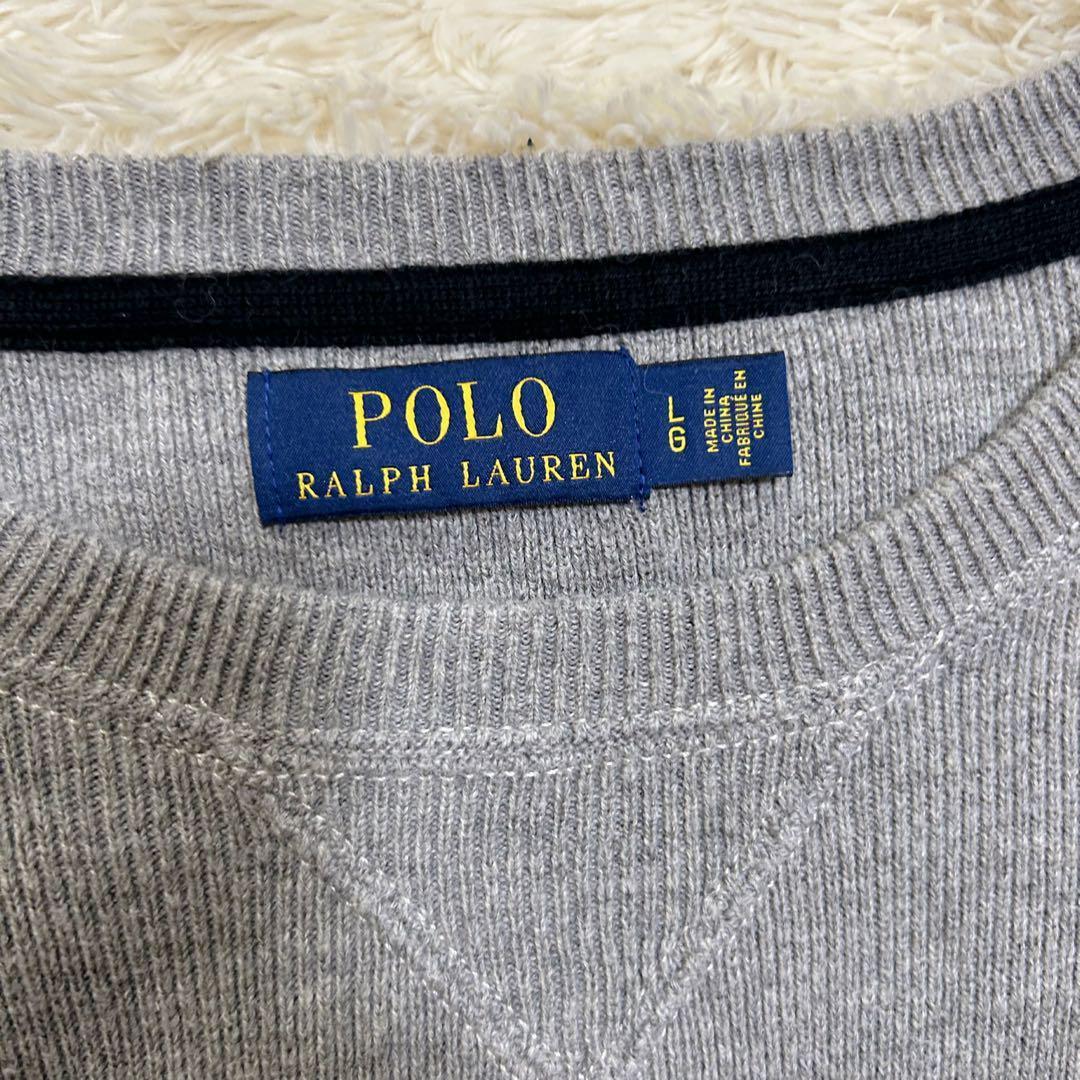 POLO
RALPH LAUREN
L
G
MADE IN
CHINA
FABRIQUÉ EN
CHINE